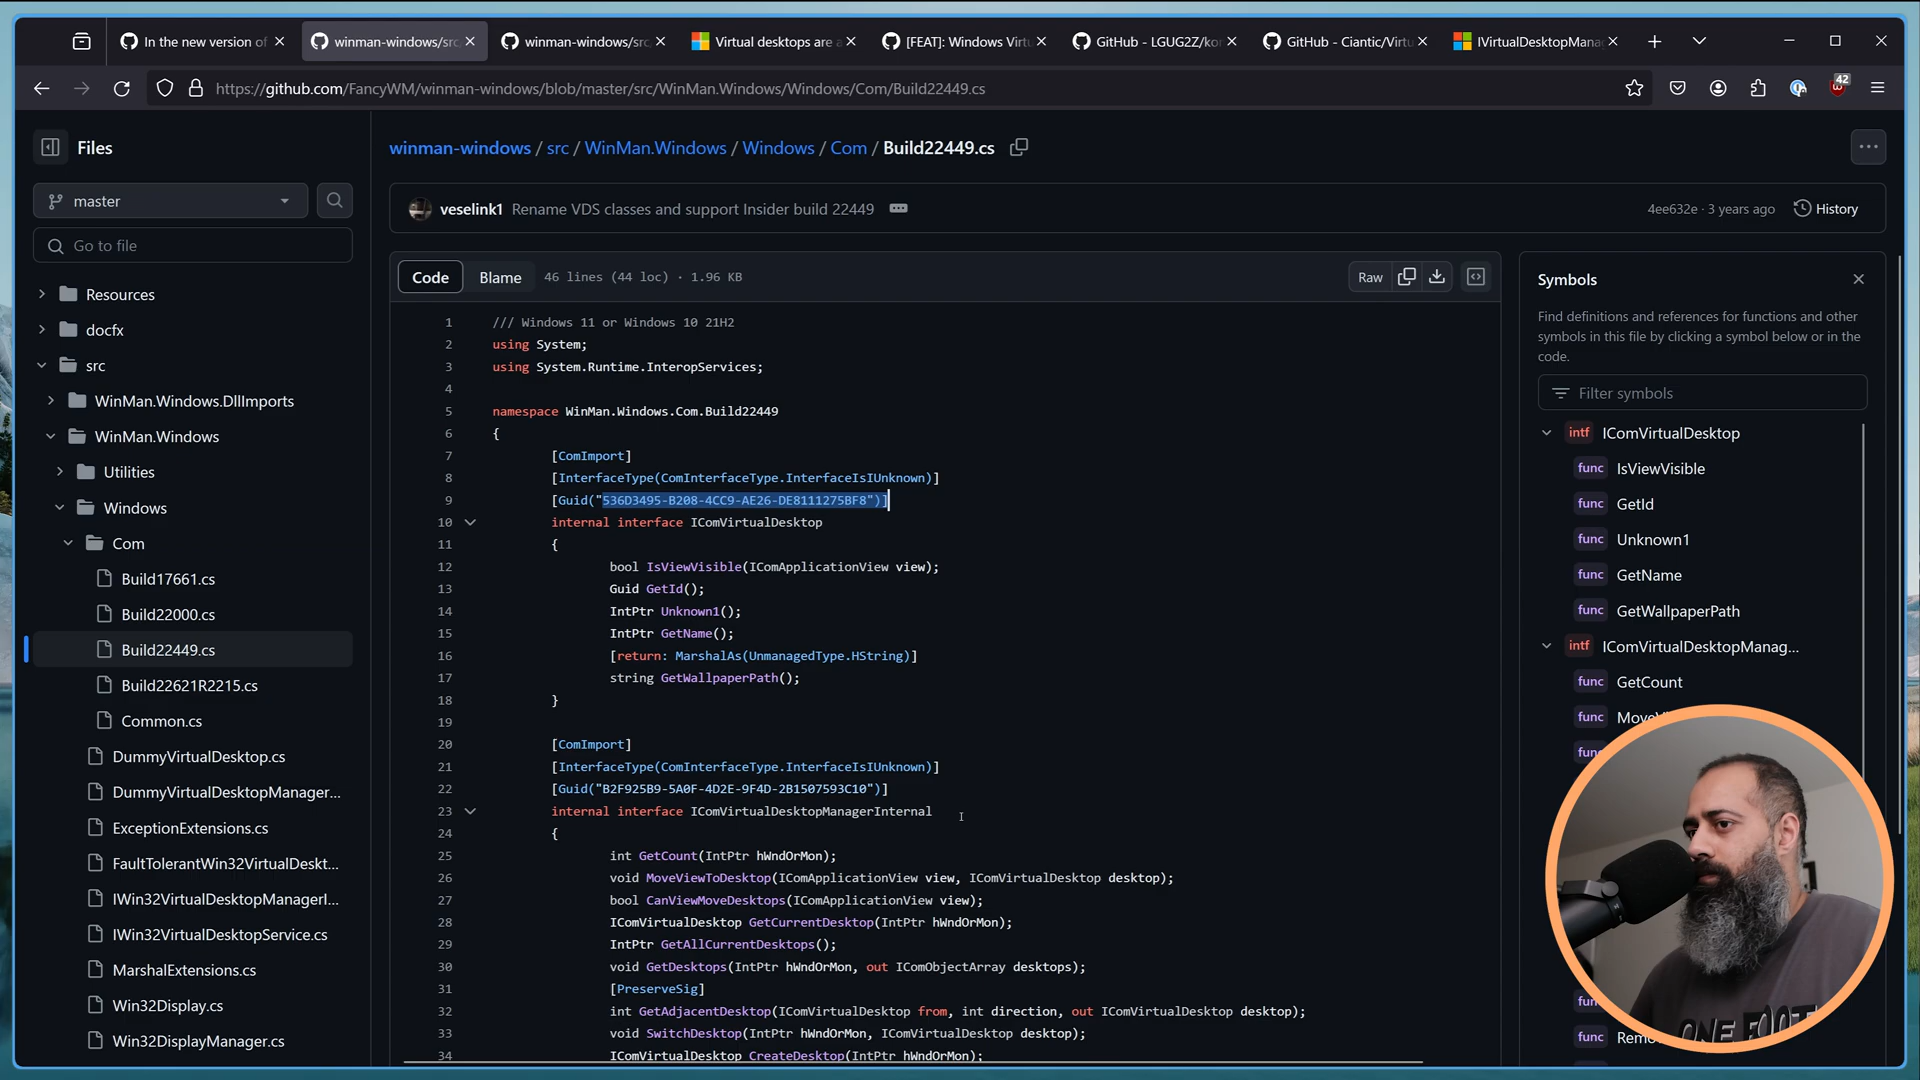 In the new version of
winman-windows/src
winman-windows/src
Virtual desktops are a
[FEAT]: Windows Virtu
GitHub - LGUG2Z/kor
GitHub - Ciantic/Virtu
IVirtualDesktopMana
https://github.com/FancyWM/winman-windows/blob/master/src/WinMan.Windows/Windows/Com/Build22449.cs
42
Files
winman-windows / src / WinMan.Windows / Windows / Com / Build22449.cs
master
veselink1 Rename VDS classes and support Insider build 22449
4ee632e · 3 years ago
History
Go to file
Code
Blame
46 lines (44 loc) · 1.96 KB
Raw
Resources
docfx
src
WinMan.Windows.DllImports
WinMan.Windows
Utilities
Windows
Com
Build17661.cs
Build22000.cs
Build22449.cs
Build22621R2215.cs
Common.cs
DummyVirtualDesktop.cs
DummyVirtualDesktopManager...
ExceptionExtensions.cs
FaultTolerantWin32VirtualDeskt...
IWin32VirtualDesktopManagerI...
IWin32VirtualDesktopService.cs
MarshalExtensions.cs
Win32Display.cs
Win32DisplayManager.cs
1 /// Windows 11 or Windows 10 21H2
2 using System;
3 using System.Runtime.InteropServices;
4
5 namespace WinMan.Windows.Com.Build22449
6 {
7 [ComImport]
8 [InterfaceType(ComInterfaceType.InterfaceIsIUnknown)]
9 [Guid("536D3495-B208-4CC9-AE26-DE8111275BF8")]
10 internal interface IComVirtualDesktop
11 {
12 bool IsViewVisible(IComApplicationView view);
13 Guid GetId();
14 IntPtr Unknown1();
15 IntPtr GetName();
16 [return: MarshalAs(UnmanagedType.HString)]
17 string GetWallpaperPath();
18 }
19
20 [ComImport]
21 [InterfaceType(ComInterfaceType.InterfaceIsIUnknown)]
22 [Guid("B2F925B9-5A0F-4D2E-9F4D-2B1507593C10")]
23 internal interface IComVirtualDesktopManagerInternal
24 {
25 int GetCount(IntPtr hWndOrMon);
26 void MoveViewToDesktop(IComApplicationView view, IComVirtualDesktop desktop);
27 bool CanViewMoveDesktops(IComApplicationView view);
28 IComVirtualDesktop GetCurrentDesktop(IntPtr hWndOrMon);
29 IntPtr GetAllCurrentDesktops();
30 void GetDesktops(IntPtr hWndOrMon, out IComObjectArray desktops);
31 [PreserveSig]
32 int GetAdjacentDesktop(IComVirtualDesktop from, int direction, out IComVirtualDesktop desktop);
33 void SwitchDesktop(IntPtr hWndOrMon, IComVirtualDesktop desktop);
34 IComVirtualDesktop CreateDesktop(IntPtr hWndOrMon);
Symbols
Find definitions and references for functions and other
symbols in this file by clicking a symbol below or in the
code.
Filter symbols
intf IComVirtualDesktop
func IsViewVisible
func GetId
func Unknown1
func GetName
func GetWallpaperPath
intf IComVirtualDesktopManag...
func GetCount
func
func
func
ONE FOOT